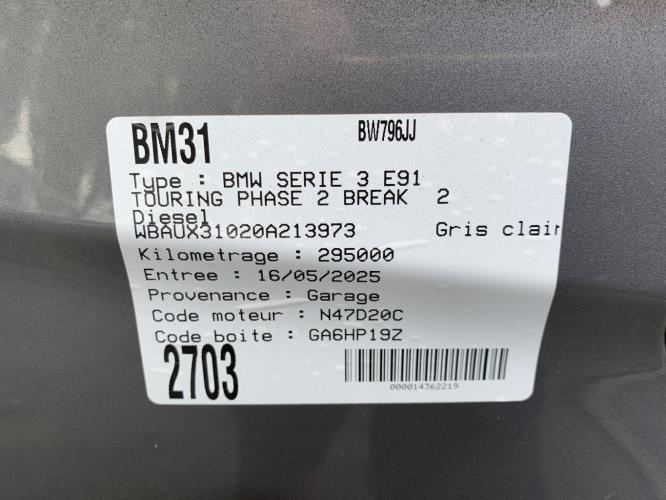 BM31 BW796JJ
Type : BMW SERIE 3 E91
TOURING PHASE 2 BREAK 2
Diesel
WBAUX31020A213973 Gris clair
Kilometrage : 295000
Entree : 16/05/2025
Provenance : Garage
Code moteur : N47D20C
Code boite : GA6HP19Z
2703
000014362219